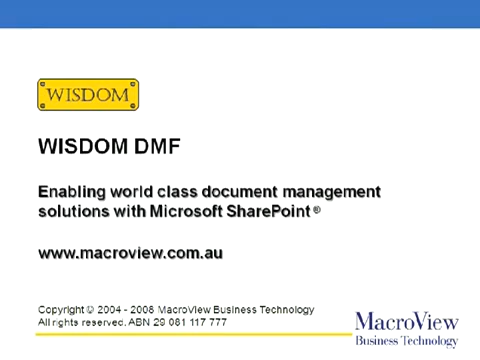 WISDOM
WISDOM DMF
Enabling world class document management
solutions with Microsoft SharePoint ®
www.macroview.com.au
Copyright © 2004 - 2008 MacroView Business Technology
All rights reserved. ABN 29 081 117 777
MacroView
Business Technology